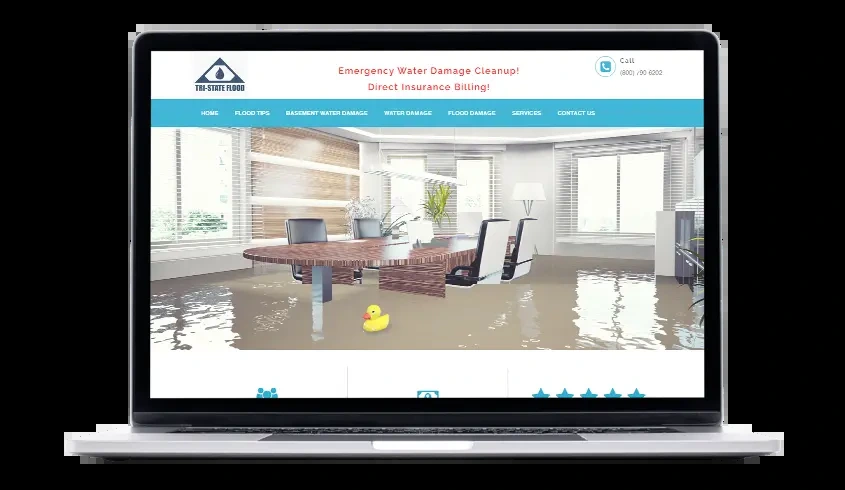 TRI-STATE FLOOD
Emergency Water Damage Cleanup!
Direct Insurance Billing!
Call
(800) 790-6202
HOME FLOOD TIPS BASEMENT WATER DAMAGE WATER DAMAGE FLOOD DAMAGE SERVICES CONTACT US